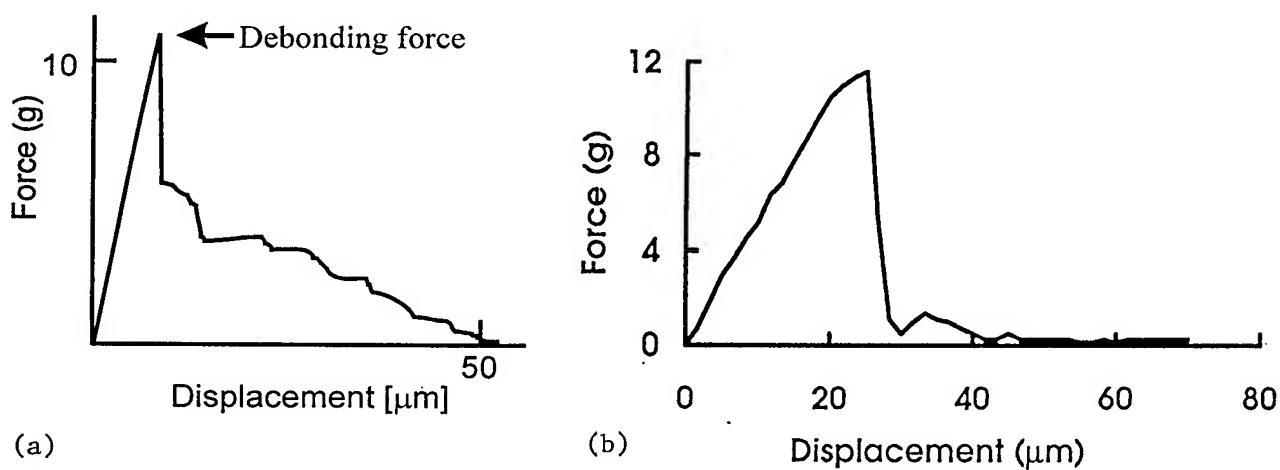 Debonding force
10
Force (g)
50
Displacement [μm]
(a)
12
8
4
0
Force (g)
0 20 40 60 80
Displacement (μm)
(b)